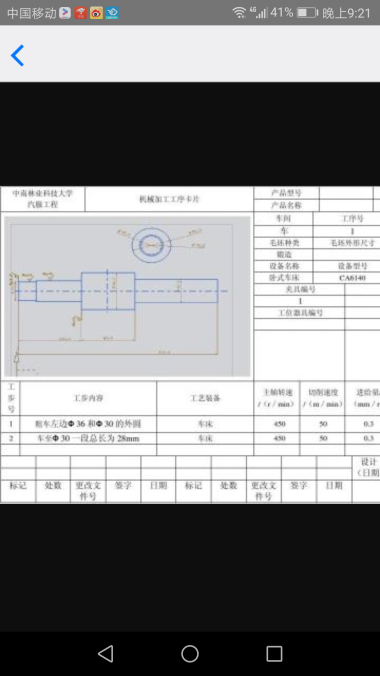 中国移动 4G 41% 晚上9:21
中南林业科技大学
汽服工程
机械加工工序卡片
产品型号
产品名称
车间 工序号
车 1
毛坯种类 毛坯外形尺寸
锻造
设备名称 设备型号
卧式车床 CA6140
夹具编号
1
工位器具编号
工步号 工步内容 工艺装备 主轴转速/（r/min） 切削速度/（m/min） 进给量
1 粗车左边Φ36和Φ30的外圆 车床 450 50 0.3
2 车至Φ30一段总长为28mm 车床 450 50 0.3
设计
（日期
标记 处数 更改文件号 签字 日期 标记 处数 更改文件号 签字 日期